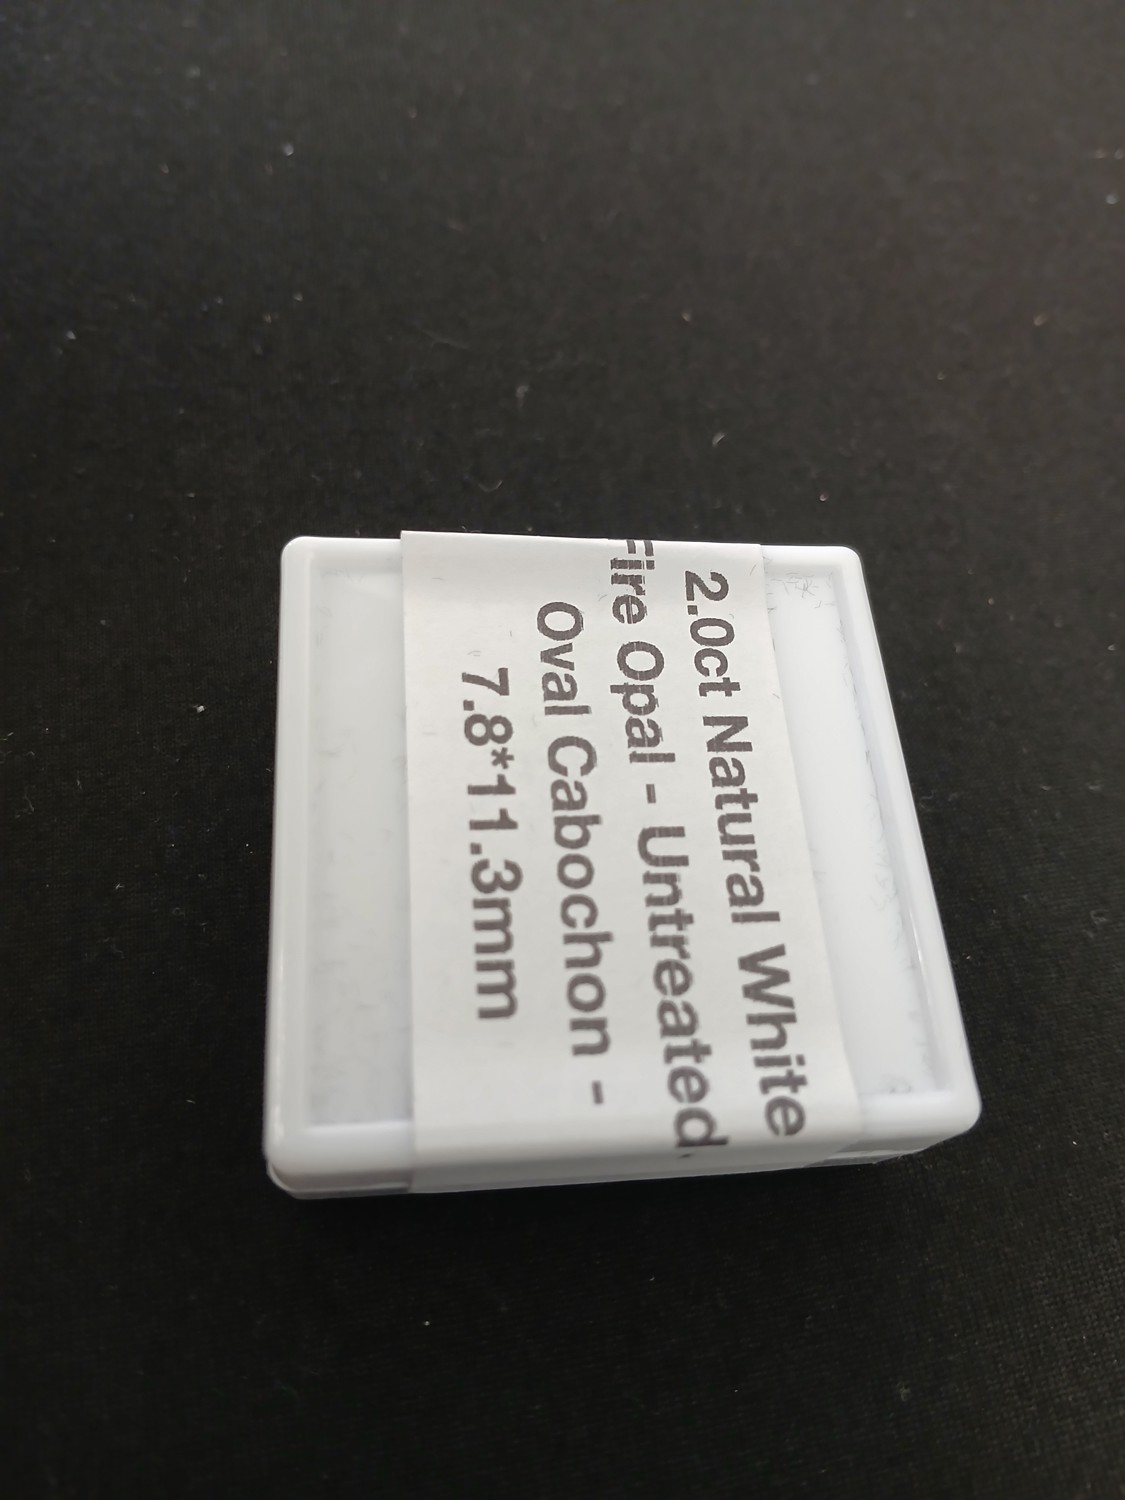 2.0ct Natural White
Fire Opal - Untreated.
Oval Cabochon -
7.8*11.3mm